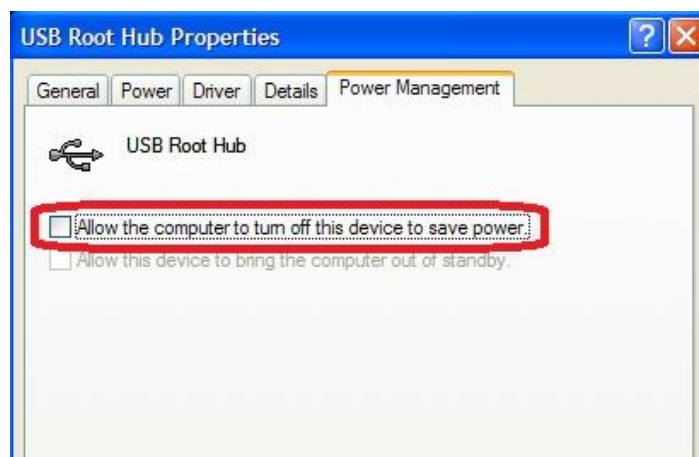 USB Root Hub Properties
General Power Driver Details Power Management
USB Root Hub
Allow the computer to turn off this device to save power.
Allow this device to bring the computer out of standby.